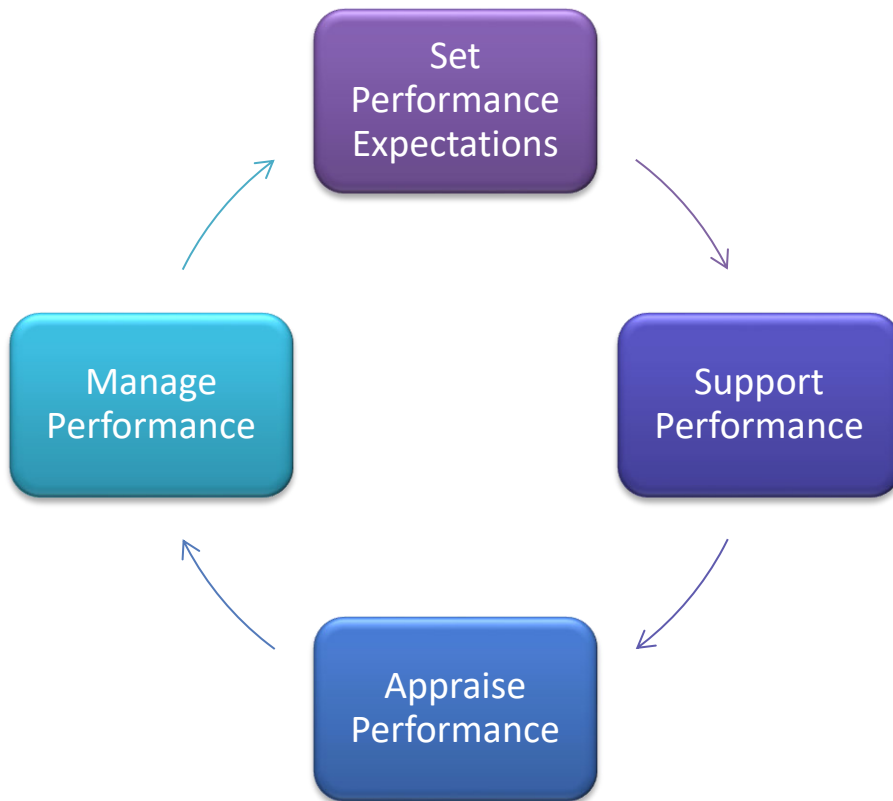 Set
Performance
Expectations
Support
Performance
Appraise
Performance
Manage
Performance